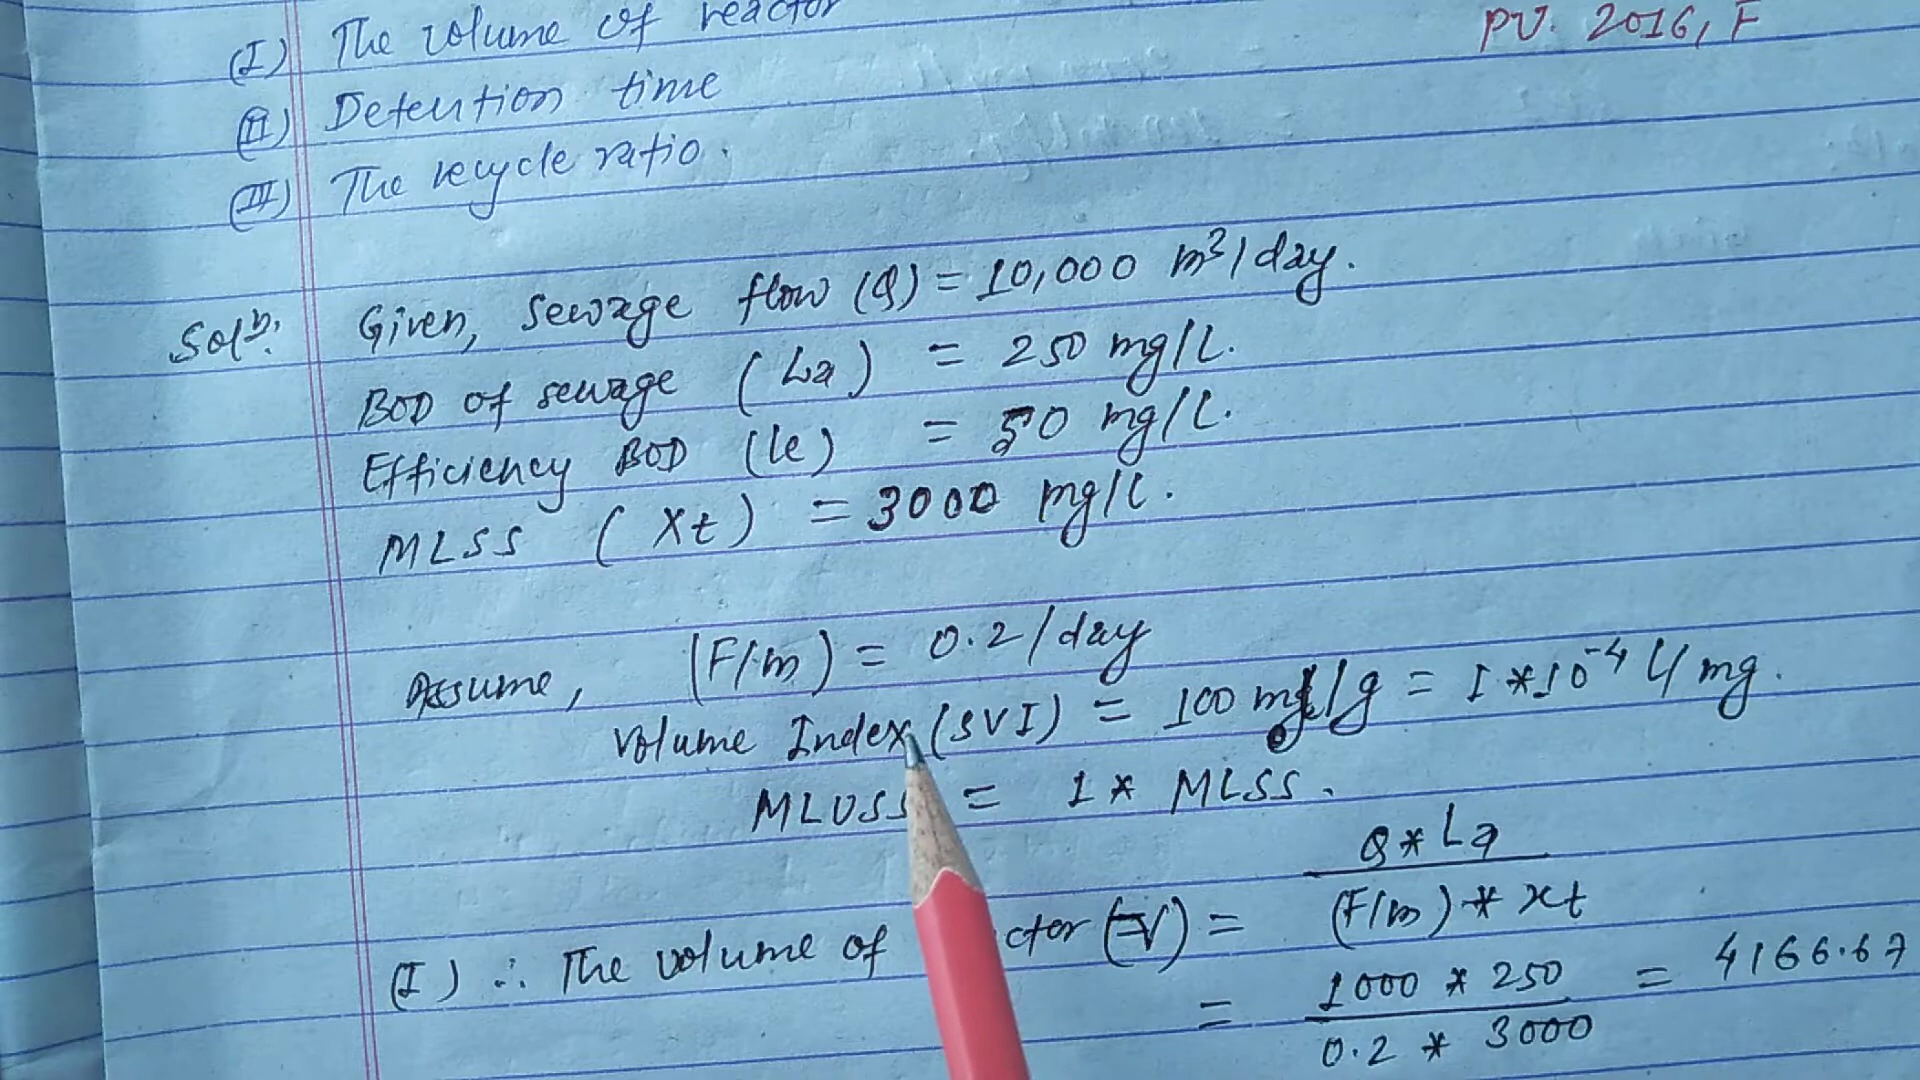 (I) The volume of reactor
PU. 2016, F
(II) Detention time
(III) The recycle ratio.
Solⁿ. Given, Sewage flow (Q) = 10,000 m³/day.
BOD of sewage (La) = 250 mg/L.
Efficiency BOD (le) = 50 mg/L.
MLSS (Xt) = 3000 mg/L.
Assume, (F/m) = 0.2/day
Volume Index (SVI) = 100 ml/g = 1*10⁻⁴ L/mg.
MLVSS = 1* MLSS.
(I) ∴ The volume of ctor (V) = Q * La / (F/m) * xt
= 1000 * 250 / 0.2 * 3000 = 4166.67